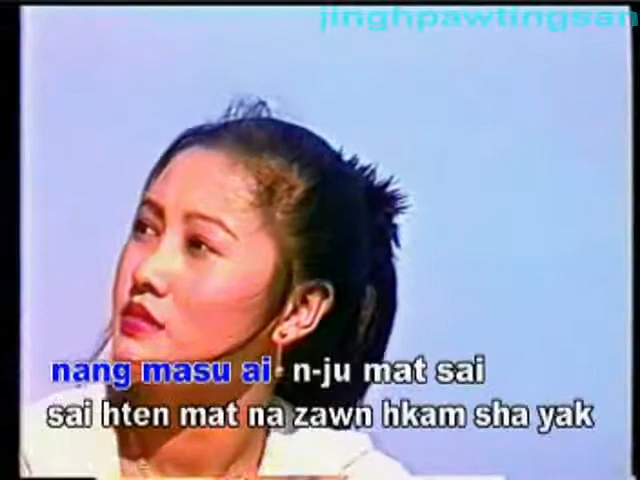 jinghpawtingsan
nang masu ai n-ju mat sai
sai hten mat na zawn hkam sha yak